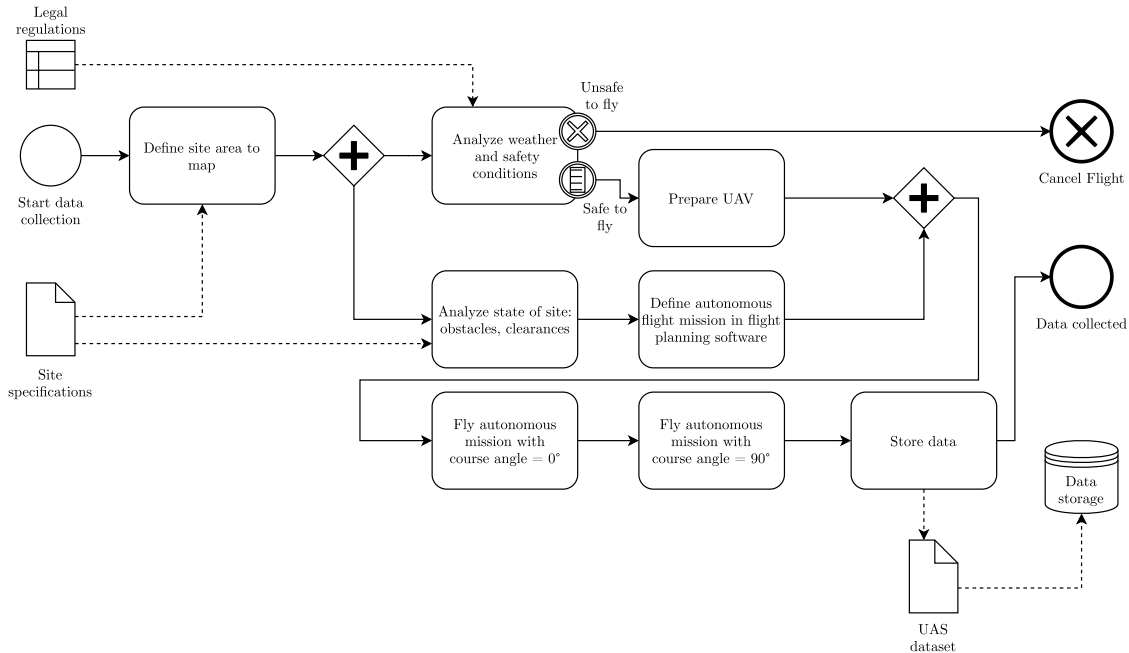 Legal
regulations
Unsafe
to fly
Define site area to
map
Analyze weather
and safety
conditions
Cancel Flight
Start data
collection
Safe to
fly
Prepare UAV
Analyze state of site:
obstacles, clearances
Define autonomous
flight mission in flight
planning software
Data collected
Site
specifications
Fly autonomous
mission with
course angle = 0°
Fly autonomous
mission with
course angle = 90°
Store data
Data
storage
UAS
dataset